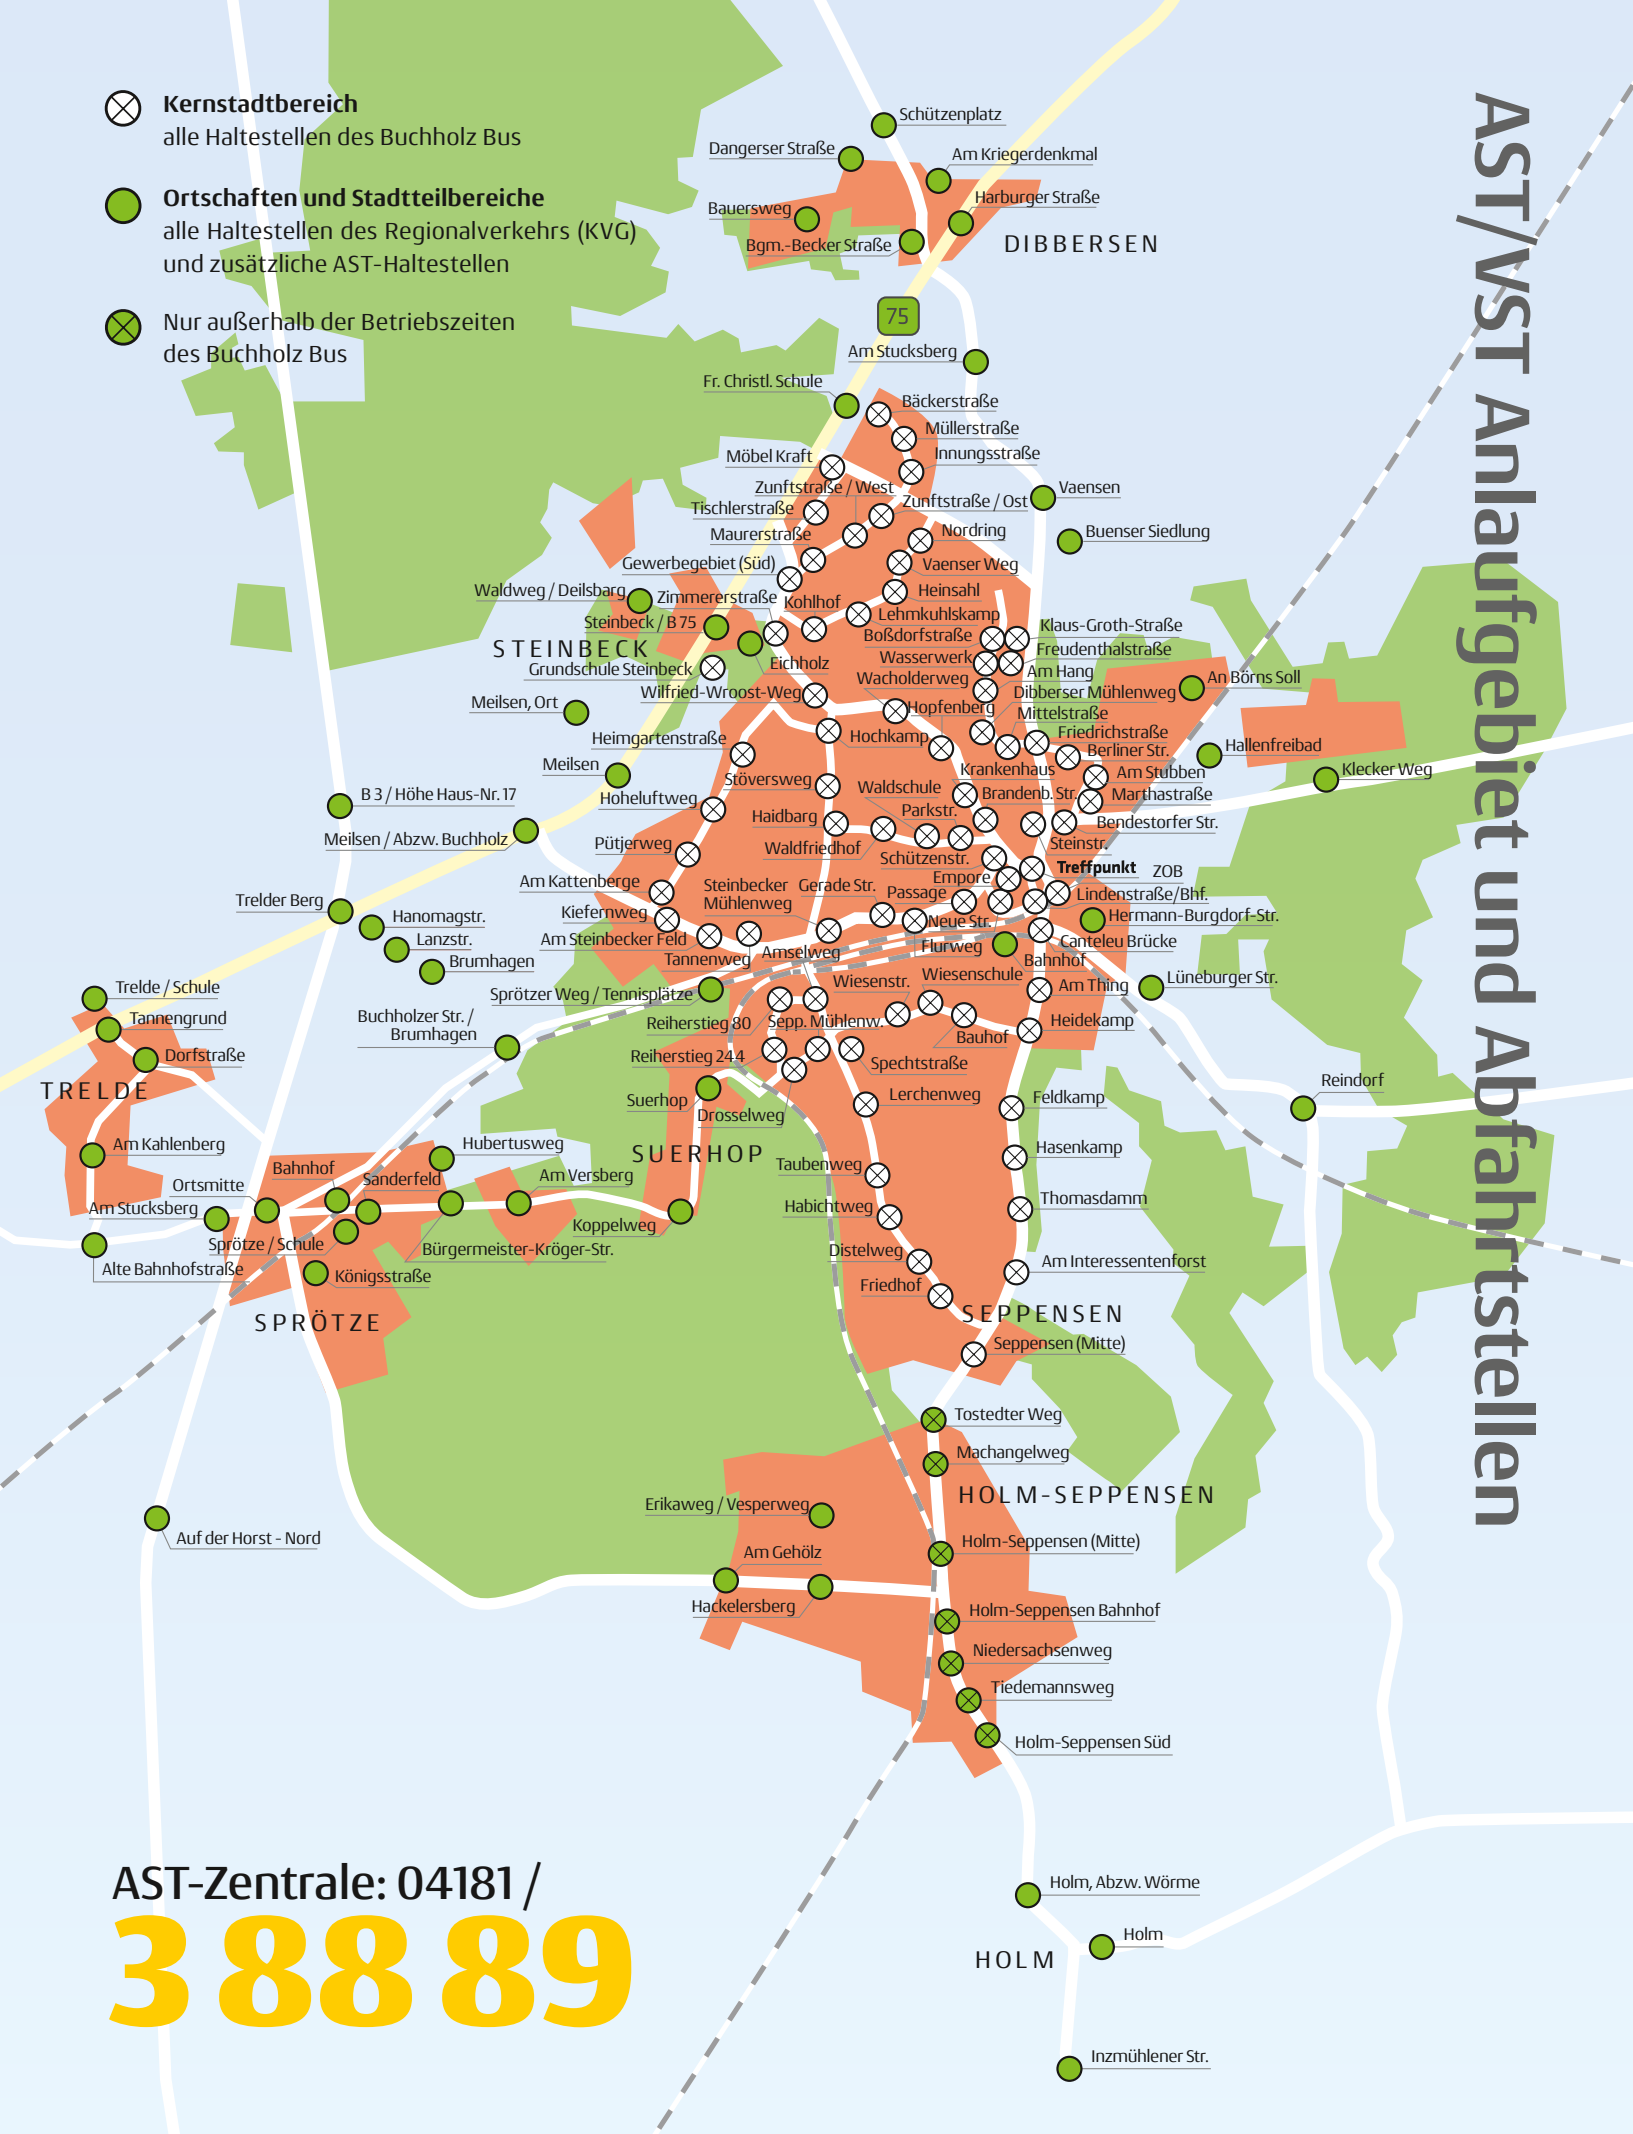 AST/VST Anlaufgebiet und Abfahrtstellen
Kernstadtbereich
alle Haltestellen des Buchholz Bus
Ortschaften und Stadtteilbereiche
alle Haltestellen des Regionalverkehrs (KVG)
und zusätzliche AST-Haltestellen
Nur außerhalb der Betriebszeiten
des Buchholz Bus
Schützenplatz
Dangerser Straße
Am Kriegerdenkmal
Harburger Straße
Bauersweg
Bgm.-Becker Straße
DIBBERSEN
75
Am Stucksberg
Fr. Christl. Schule
Bäckerstraße
Müllerstraße
Innungsstraße
Möbel Kraft
Zunftstraße / West
Zunftstraße / Ost
Vaensen
Tischlerstraße
Maurerstraße
Nordring
Buenser Siedlung
Gewerbegebiet (Süd)
Vaenser Weg
Waldweg / Deilsbarg
Zimmererstraße
Kohlhof
Heinsahl
Lehmkuhlskamp
Steinbeck / B 75
Boßdorfstraße
Klaus-Groth-Straße
STEINBECK
Eichholz
Wasserwerk
Freudenthalstraße
Grundschule Steinbeck
Wacholderweg
Am Hang
An Börns Soll
Wilfried-Wroost-Weg
Dibberser Mühlenweg
Meilsen, Ort
Hopfenberg
Mittelstraße
Heimgartenstraße
Hochkamp
Friedrichstraße
Berliner Str.
Hallenfreibad
Meilsen
Stöversweg
Krankenhaus
Am Stubben
Klecker Weg
B 3 / Höhe Haus-Nr. 17
Hoheluftweg
Waldschule
Brandenb. Str.
Marthastraße
Haidbarg
Parkstr.
Bendestorfer Str.
Meilsen / Abzw. Buchholz
Pütjerweg
Waldfriedhof
Schützenstr.
Steinstr.
Treffpunkt
ZOB
Am Kattenberge
Steinbecker
Mühlenweg
Gerade Str.
Empore
Passage
Lindenstraße/Bhf.
Trelder Berg
Hanomagstr.
Kiefernweg
Neue Str.
Hermann-Burgdorf-Str.
Lanzstr.
Am Steinbecker Feld
Flurweg
Canteleu Brücke
Brumhagen
Tannenweg
Amselweg
Bahnhof
Trelde / Schule
Sprötzer Weg / Tennisplätze
Wiesenstr.
Wiesenschule
Am Thing
Lüneburger Str.
Tannengrund
Buchholzer Str. /
Brumhagen
Reiherstieg 80
Sepp. Mühlenw.
Bauhof
Heidekamp
Dorfstraße
Reiherstieg 244
Spechtstraße
TRELDE
Suerhop
Drosselweg
Lerchenweg
Feldkamp
Reindorf
Am Kahlenberg
Hubertusweg
SUERHOP
Hasenkamp
Bahnhof
Sanderfeld
Am Versberg
Taubenweg
Ortsmitte
Thomasdamm
Am Stucksberg
Koppelweg
Habichtweg
Sprötze / Schule
Bürgermeister-Kröger-Str.
Distelweg
Alte Bahnhofstraße
Königsstraße
Friedhof
Am Interessentenforst
SPRÖTZE
SEPPENSEN
Seppensen (Mitte)
Tostedter Weg
Machangelweg
HOLM-SEPPENSEN
Erikaweg / Vesperweg
Auf der Horst - Nord
Am Gehölz
Holm-Seppensen (Mitte)
Hackelersberg
Holm-Seppensen Bahnhof
Niedersachsenweg
Tiedemannsweg
Holm-Seppensen Süd
AST-Zentrale: 04181 /
3 88 89
Holm, Abzw. Wörme
Holm
HOLM
Inzmühlener Str.